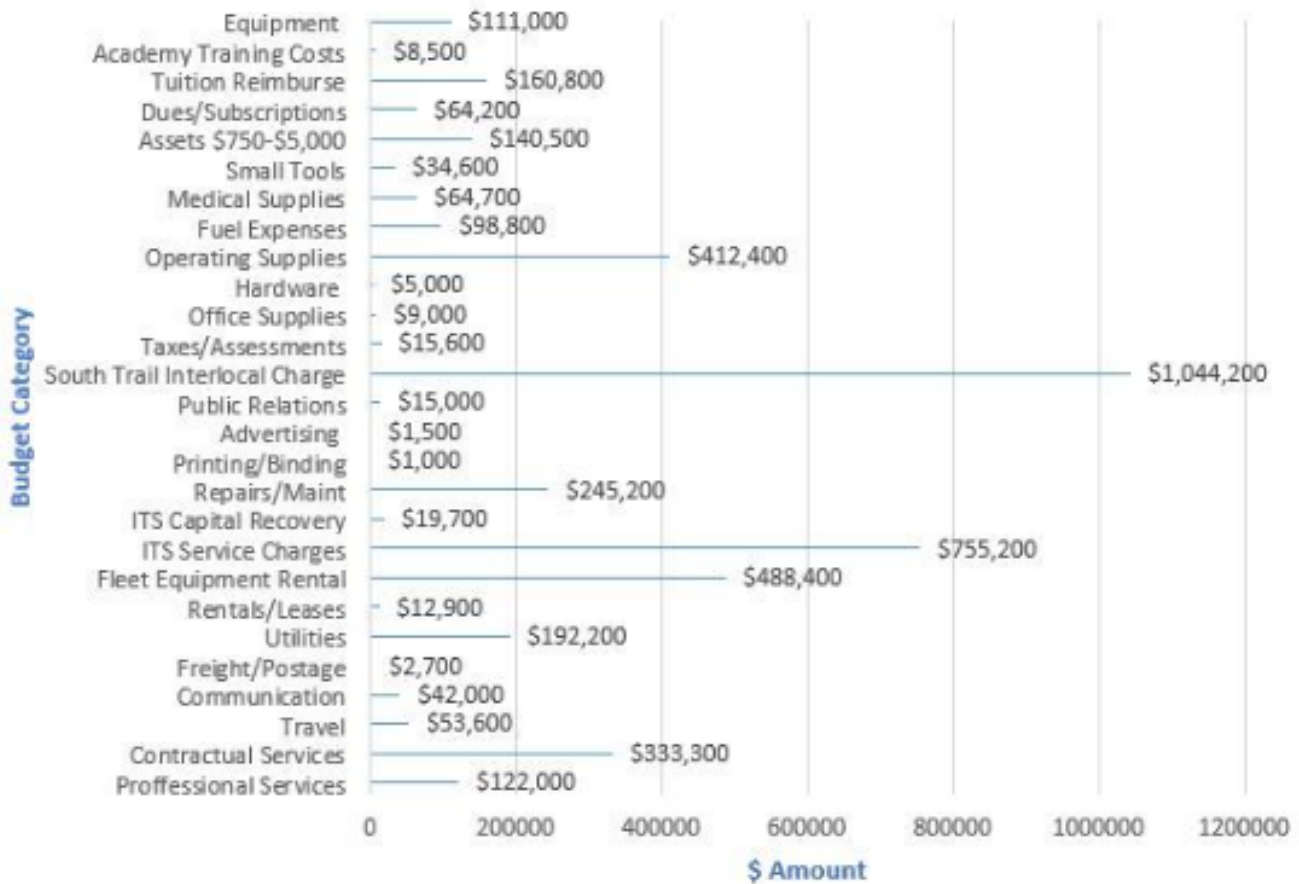 Equipment $111,000
Academy Training Costs $8,500
Tuition Reimburse $160,800
Dues/Subscriptions $64,200
Assets $750-$5,000 $140,500
Small Tools $34,600
Medical Supplies $64,700
Fuel Expenses $98,800
Operating Supplies $412,400
Hardware $5,000
Office Supplies $9,000
Taxes/Assessments $15,600
South Trail Interlocal Charge $1,044,200
Public Relations $15,000
Advertising $1,500
Printing/Binding $1,000
Repairs/Maint $245,200
ITS Capital Recovery $19,700
ITS Service Charges $755,200
Fleet Equipment Rental $488,400
Rentals/Leases $12,900
Utilities $192,200
Freight/Postage $2,700
Communication $42,000
Travel $53,600
Contractual Services $333,300
Proffessional Services $122,000
0 200000 400000 600000 800000 1000000 1200000
$ Amount
Budget Category